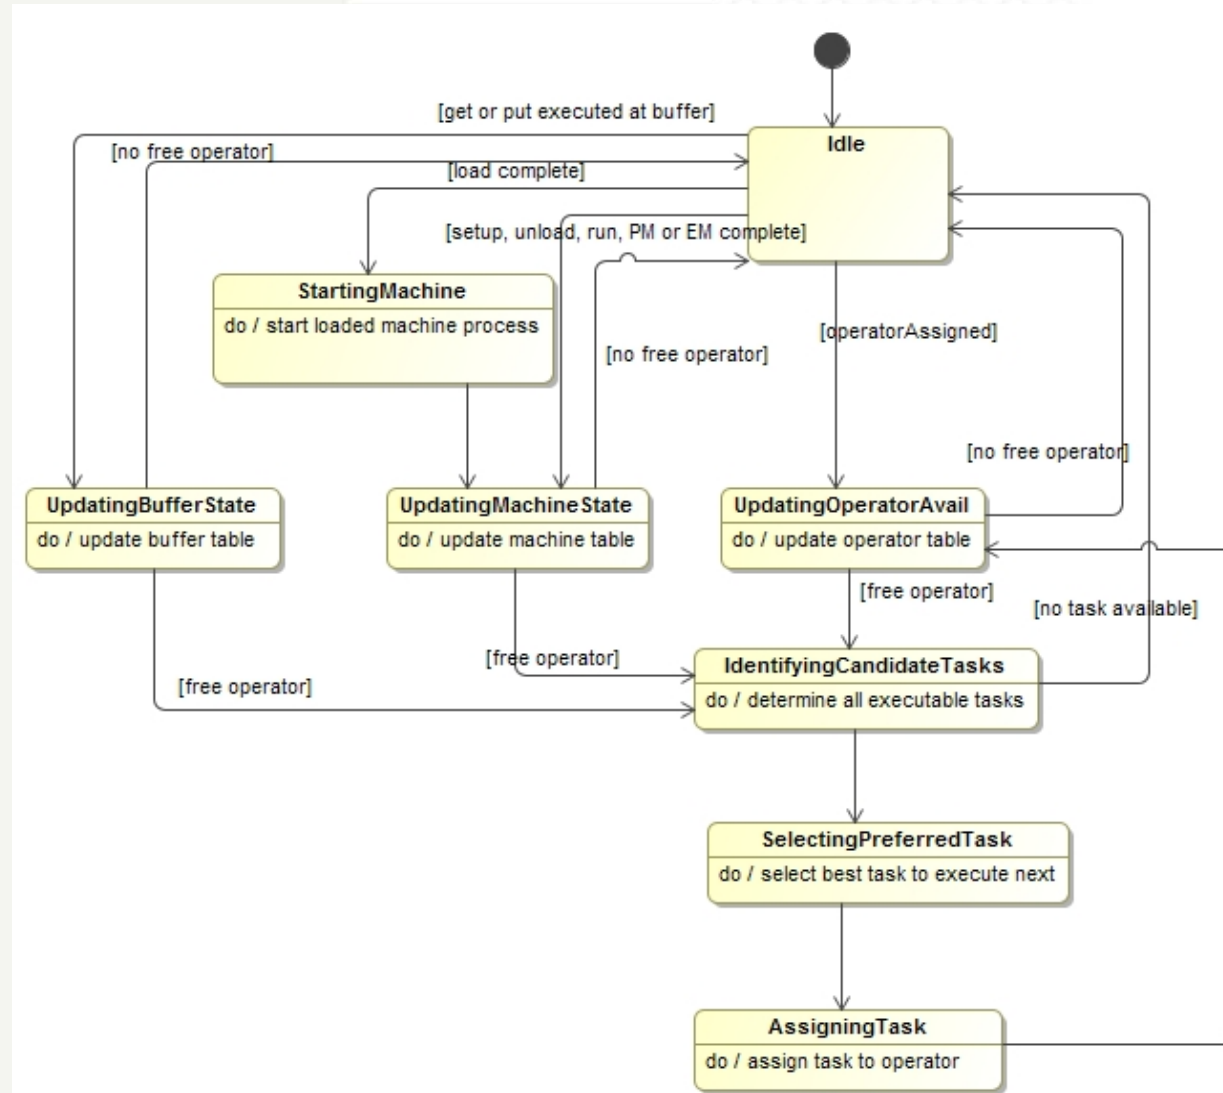 [get or put executed at buffer]
Idle
[no free operator]
[load complete]
[setup, unload, run, PM or EM complete]
StartingMachine
do / start loaded machine process
[operatorAssigned]
[no free operator]
[no free operator]
UpdatingBufferState
do / update buffer table
UpdatingMachineState
do / update machine table
UpdatingOperatorAvail
do / update operator table
[free operator]
[no task available]
[free operator]
[free operator]
IdentifyingCandidateTasks
do / determine all executable tasks
SelectingPreferredTask
do / select best task to execute next
AssigningTask
do / assign task to operator